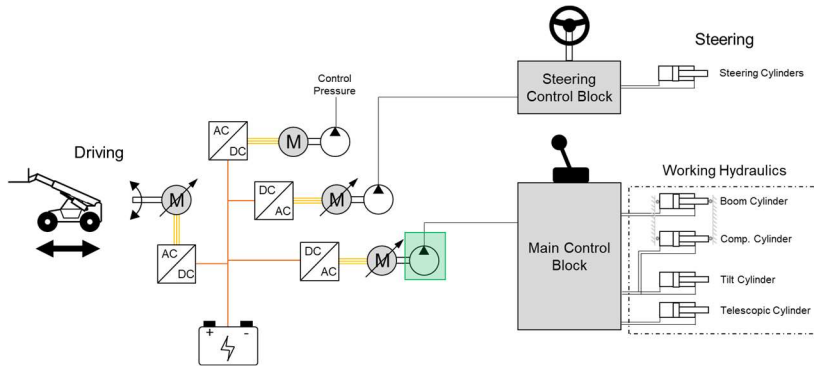 Steering
Steering
Control Block
Steering Cylinders
Control
Pressure
AC
DC
M
Driving
M
DC
AC
M
AC
DC
DC
AC
M
Working Hydraulics
Main Control
Block
Boom Cylinder
Comp. Cylinder
Tilt Cylinder
Telescopic Cylinder
+ -